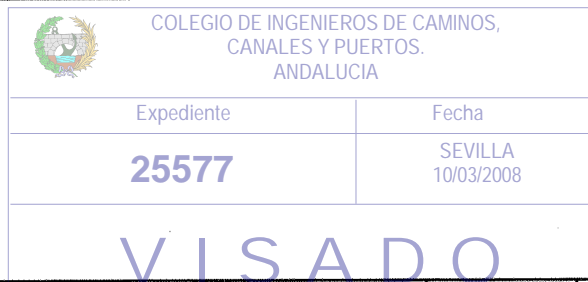 COLEGIO DE INGENIEROS DE CAMINOS,
CANALES Y PUERTOS.
ANDALUCIA
Expediente
Fecha
25577
SEVILLA
10/03/2008
VISADO